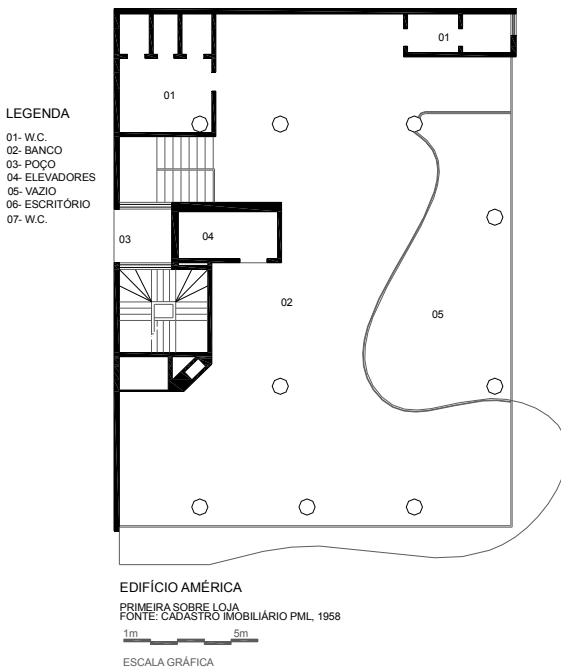 01
01
LEGENDA
01- W.C.
02- BANCO
03- POÇO
04- ELEVADORES
05- VAZIO
06- ESCRITÓRIO
07- W.C.
03
04
02
05
EDIFÍCIO AMÉRICA
PRIMEIRA SOBRE LOJA
FONTE: CADASTRO IMOBILIÁRIO PML, 1958
1m 5m
ESCALA GRÁFICA